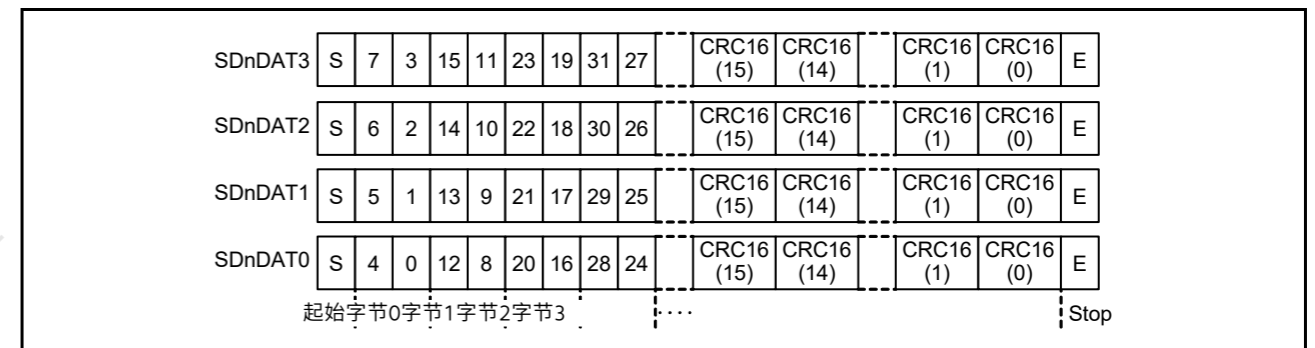 SDnDAT3 S 7 3 15 11 23 19 31 27 CRC16 (15) CRC16 (14) CRC16 (1) CRC16 (0) E
SDnDAT2 S 6 2 14 10 22 18 30 26 CRC16 (15) CRC16 (14) CRC16 (1) CRC16 (0) E
SDnDAT1 S 5 1 13 9 21 17 29 25 CRC16 (15) CRC16 (14) CRC16 (1) CRC16 (0) E
SDnDAT0 S 4 0 12 8 20 16 28 24 CRC16 (15) CRC16 (14) CRC16 (1) CRC16 (0) E
起始字节0字节1字节2字节3 ···· Stop